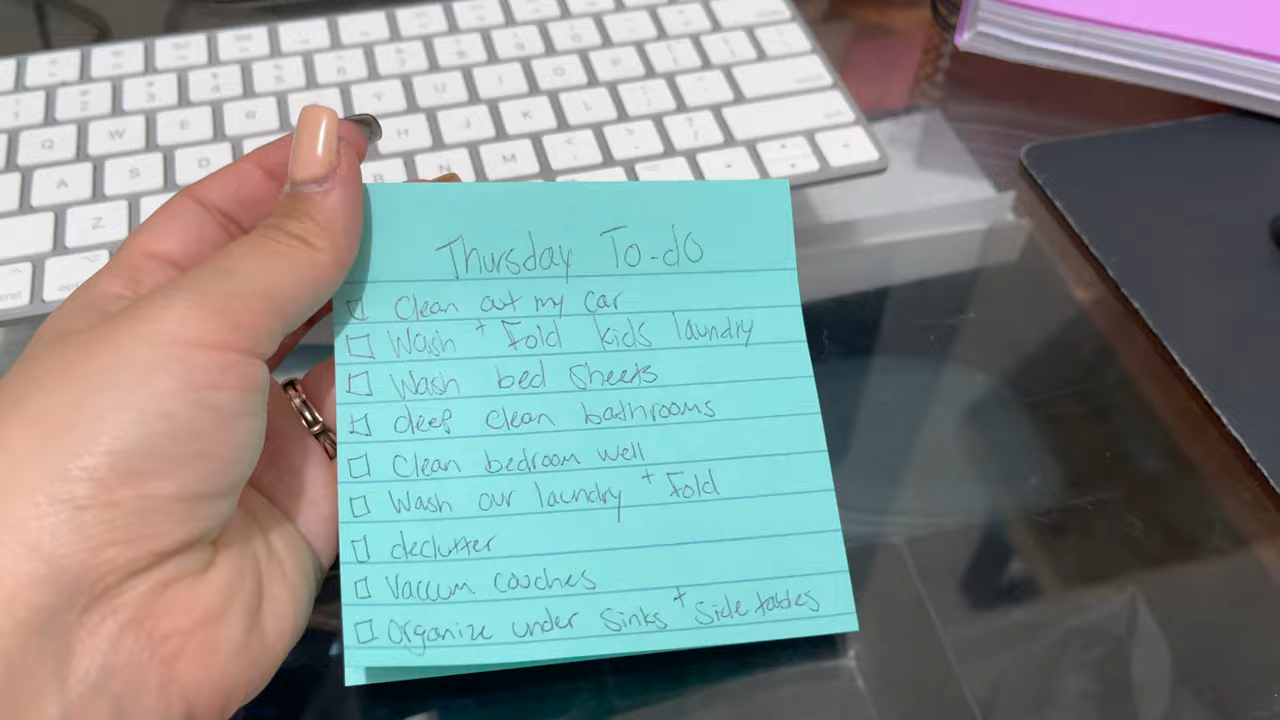 Thursday To-do
Clean out my car
Wash + Fold kids laundry
Wash bed sheets
deep clean bathrooms
Clean bedroom well
Wash our laundry + Fold
declutter
Vaccum couches
Organize under sinks + side tables